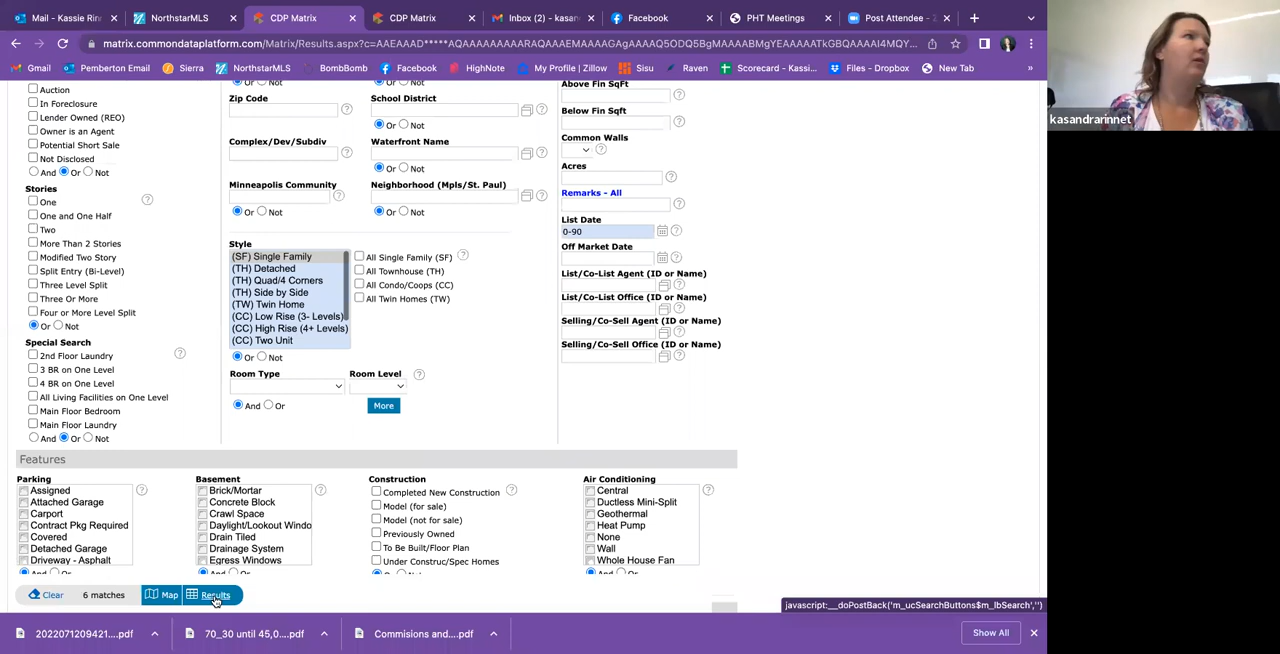 Mail - Kassie Rinn
NorthstarMLS
CDP Matrix
CDP Matrix
Inbox (2) - kasan
Facebook
PHT Meetings
Post Attendee - Z
matrix.commondataplatform.com/Matrix/Results.aspx?c=AAEAAAD*****AQAAAAAAAAARAQAAAEMAAAAGAgAAAAQ5ODQ5BgMAAAABMgYEAAAAATkGBQAAAAI4MQY...
Gmail
Pemberton Email
Sierra
NorthstarMLS
BombBomb
Facebook
HighNote
My Profile | Zillow
Sisu
Raven
Scorecard - Kassi...
Files - Dropbox
New Tab
»
kasandrarinnet
Auction
In Foreclosure
Lender Owned (REO)
Owner is an Agent
Potential Short Sale
Not Disclosed
And Or Not
Stories
One
One and One Half
Two
More Than 2 Stories
Modified Two Story
Split Entry (Bi-Level)
Three Level Split
Three Or More
Four or More Level Split
Or Not
Special Search
2nd Floor Laundry
3 BR on One Level
4 BR on One Level
All Living Facilities on One Level
Main Floor Bedroom
Main Floor Laundry
And Or Not
Or Not
Or Not
Zip Code
School District
Or Not
Complex/Dev/Subdiv
Waterfront Name
Or Not
Minneapolis Community
Neighborhood (Mpls/St. Paul)
Or Not
Or Not
Style
(SF) Single Family
(TH) Detached
(TH) Quad/4 Corners
(TH) Side by Side
(TW) Twin Home
(CC) Low Rise (3- Levels)
(CC) High Rise (4+ Levels)
(CC) Two Unit
All Single Family (SF)
All Townhouse (TH)
All Condo/Coops (CC)
All Twin Homes (TW)
Or Not
Room Type
Room Level
And Or
More
Above Fin SqFt
Below Fin Sqft
Common Walls
Acres
Remarks - All
List Date
0-90
Off Market Date
List/Co-List Agent (ID or Name)
List/Co-List Office (ID or Name)
Selling/Co-Sell Agent (ID or Name)
Selling/Co-Sell Office (ID or Name)
Features
Parking
Assigned
Attached Garage
Carport
Contract Pkg Required
Covered
Detached Garage
Driveway - Asphalt
And Or
Basement
Brick/Mortar
Concrete Block
Crawl Space
Daylight/Lookout Windo
Drain Tiled
Drainage System
Egress Windows
And Or
Construction
Completed New Construction
Model (for sale)
Model (not for sale)
Previously Owned
To Be Built/Floor Plan
Under Construc/Spec Homes
Or Not
Air Conditioning
Central
Ductless Mini-Split
Geothermal
Heat Pump
None
Wall
Whole House Fan
And Or
Clear
6 matches
Map
Results
javascript:__doPostBack('m_ucSearchButtons$m_lbSearch','')
2022071209421....pdf
70_30 until 45,0....pdf
Commisions and....pdf
Show All